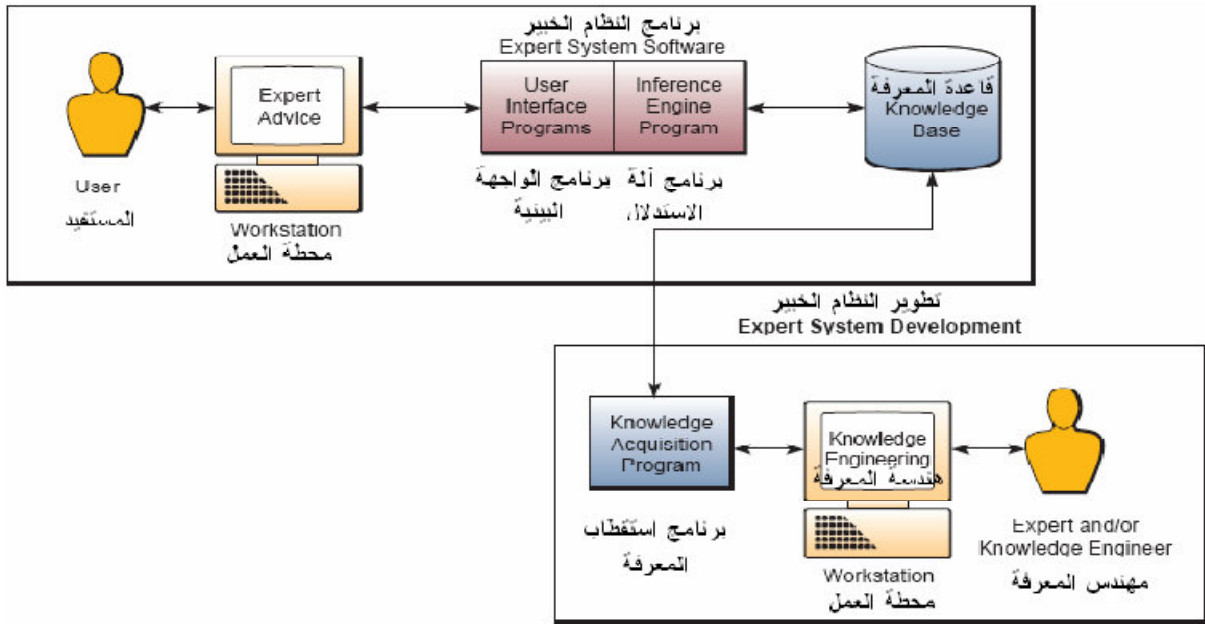 برنامج النظام الخبير
Expert System Software
Expert
Advice
User
Interface
Programs
Inference
Engine
Program
قاعدة المعرفة
Knowledge
Base
User
المستفيد
Workstation
محطة العمل
برنامج الواجهة
البينية
برنامج آلة
الاستدلال
تطوير النظام الخبير
Expert System Development
Knowledge
Acquisition
Program
برنامج استقطاب
المعرفة
Knowledge
Engineering
هندسة المعرفة
Workstation
محطة العمل
Expert and/or
Knowledge Engineer
مهندس المعرفة